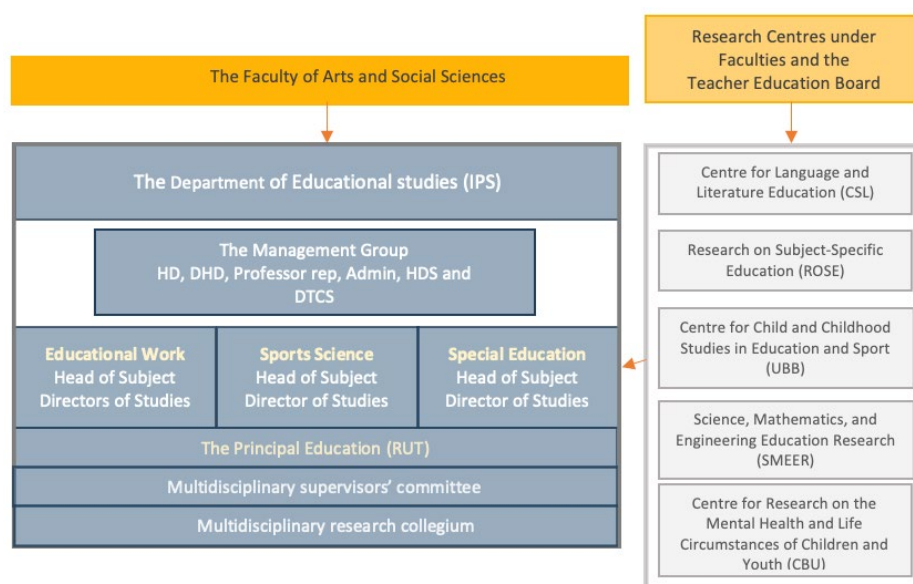 The Faculty of Arts and Social Sciences
Research Centres under
Faculties and the
Teacher Education Board
The Department of Educational studies (IPS)
The Management Group
HD, DHD, Professor rep, Admin, HDS and
DTCS
Educational Work
Head of Subject
Directors of Studies
Sports Science
Head of Subject
Director of Studies
Special Education
Head of Subject
Director of Studies
The Principal Education (RUT)
Multidisciplinary supervisors’ committee
Multidisciplinary research collegium
Centre for Language and
Literature Education (CSL)
Research on Subject-Specific
Education (ROSE)
Centre for Child and Childhood
Studies in Education and Sport
(UBB)
Science, Mathematics, and
Engineering Education Research
(SMEER)
Centre for Research on the
Mental Health and Life
Circumstances of Children and
Youth (CBU)